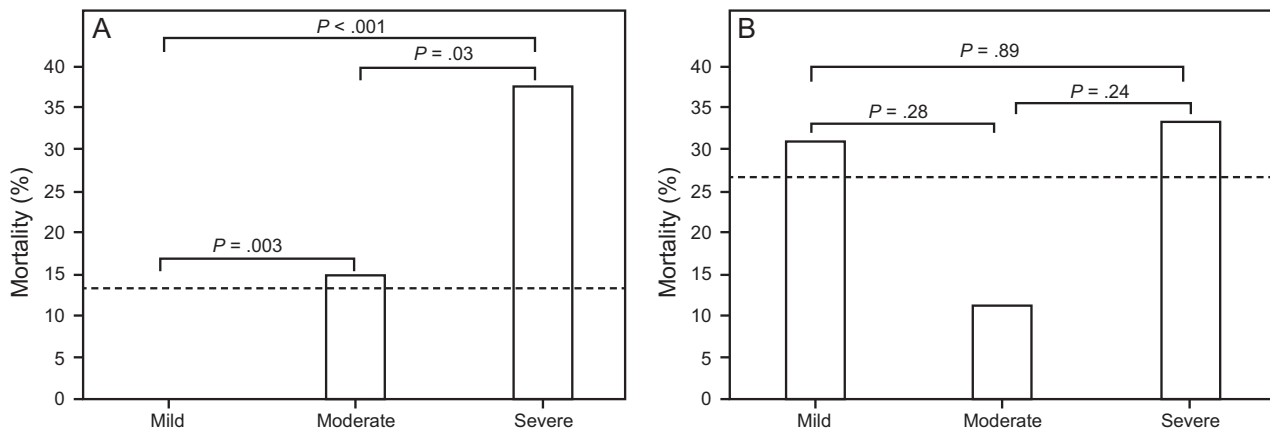 A
P < .001
P = .03
P = .003
Mortality (%)
40
35
30
25
20
15
10
5
0
Mild Moderate Severe
B
P = .89
P = .24
P = .28
Mortality (%)
40
35
30
25
20
15
10
5
0
Mild Moderate Severe